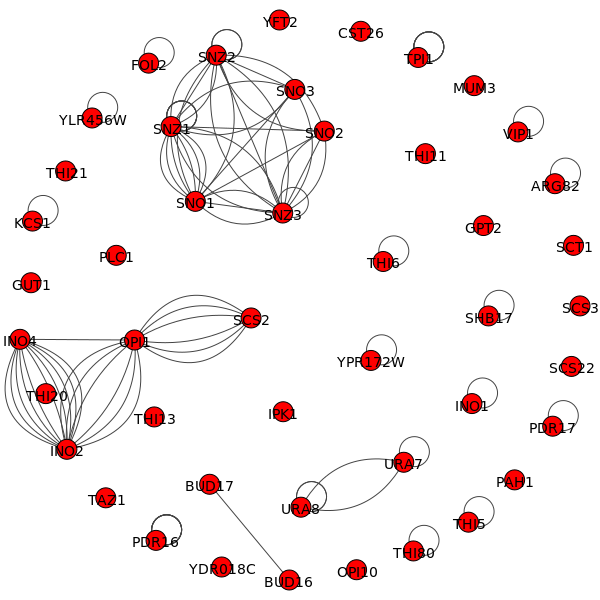 YFT2
CST26
SNZ2
TPI1
FOL2
MUM3
SNO3
YLR456W
SNZ1
SNO2
VIP1
THI11
THI21
ARG82
SNO1
SNZ3
KCS1
GPT2
SCT1
PLC1
THI6
GUT1
SCS3
SHB17
SCS2
INO4
OPI1
YPR172W
SCS22
THI20
INO1
IPK1
THI13
PDR17
INO2
URA7
PAH1
BUD17
TAZ1
URA8
THI5
PDR16
THI80
YDR018C
OPI10
BUD16